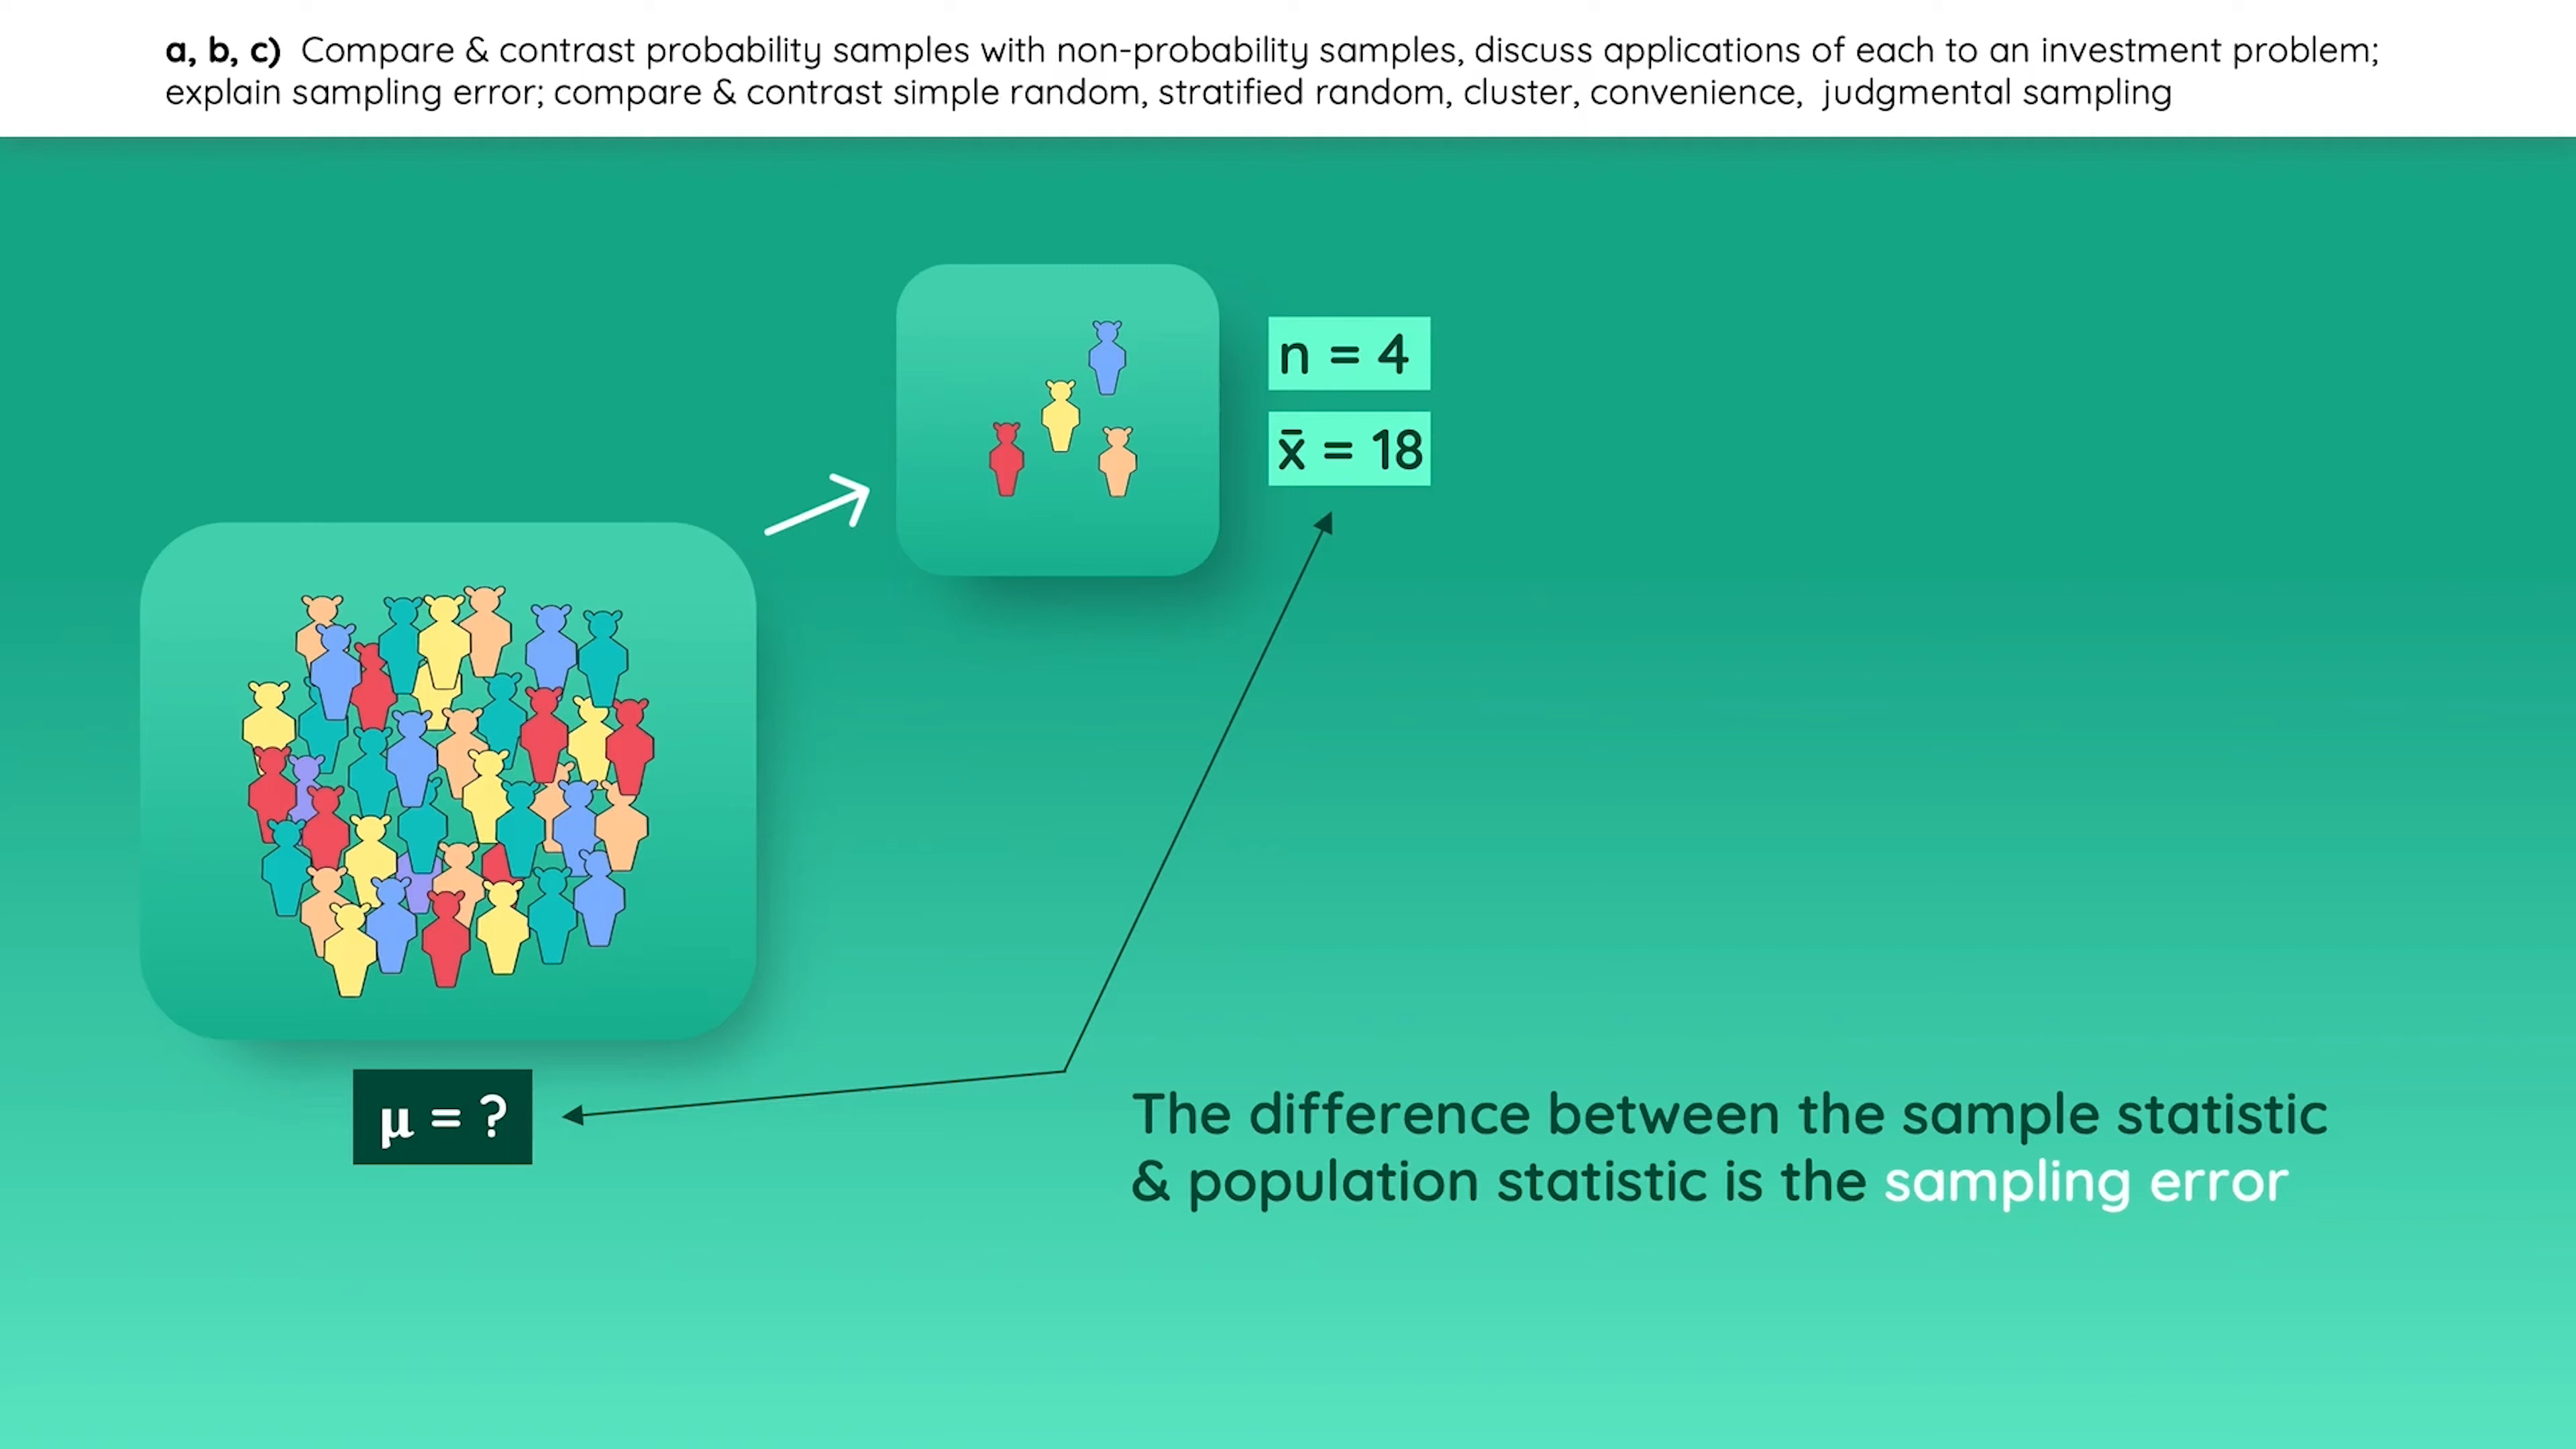 a, b, c) Compare & contrast probability samples with non-probability samples, discuss applications of each to an investment problem;
explain sampling error; compare & contrast simple random, stratified random, cluster, convenience, judgmental sampling
n = 4
x̄ = 18
μ = ?
The difference between the sample statistic
& population statistic is the sampling error